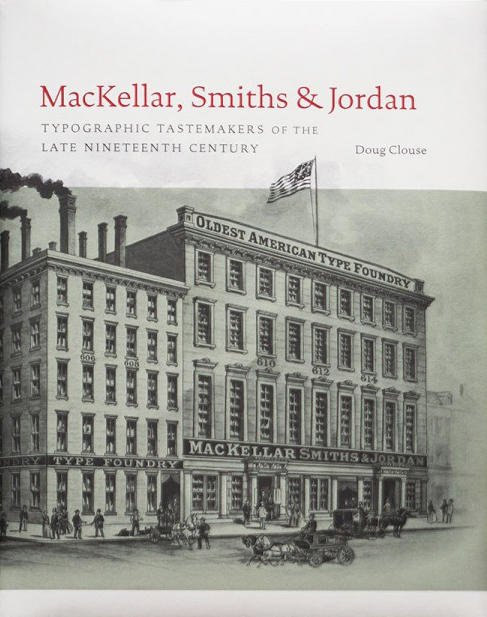 MacKellar, Smiths & Jordan
TYPOGRAPHIC TASTEMAKERS OF THE
LATE NINETEENTH CENTURY
Doug Clouse
OLDEST AMERICAN TYPE FOUNDRY
606 605
610 612 614
MACKELLAR SMITHS & JORDAN
TYPE FOUNDRY